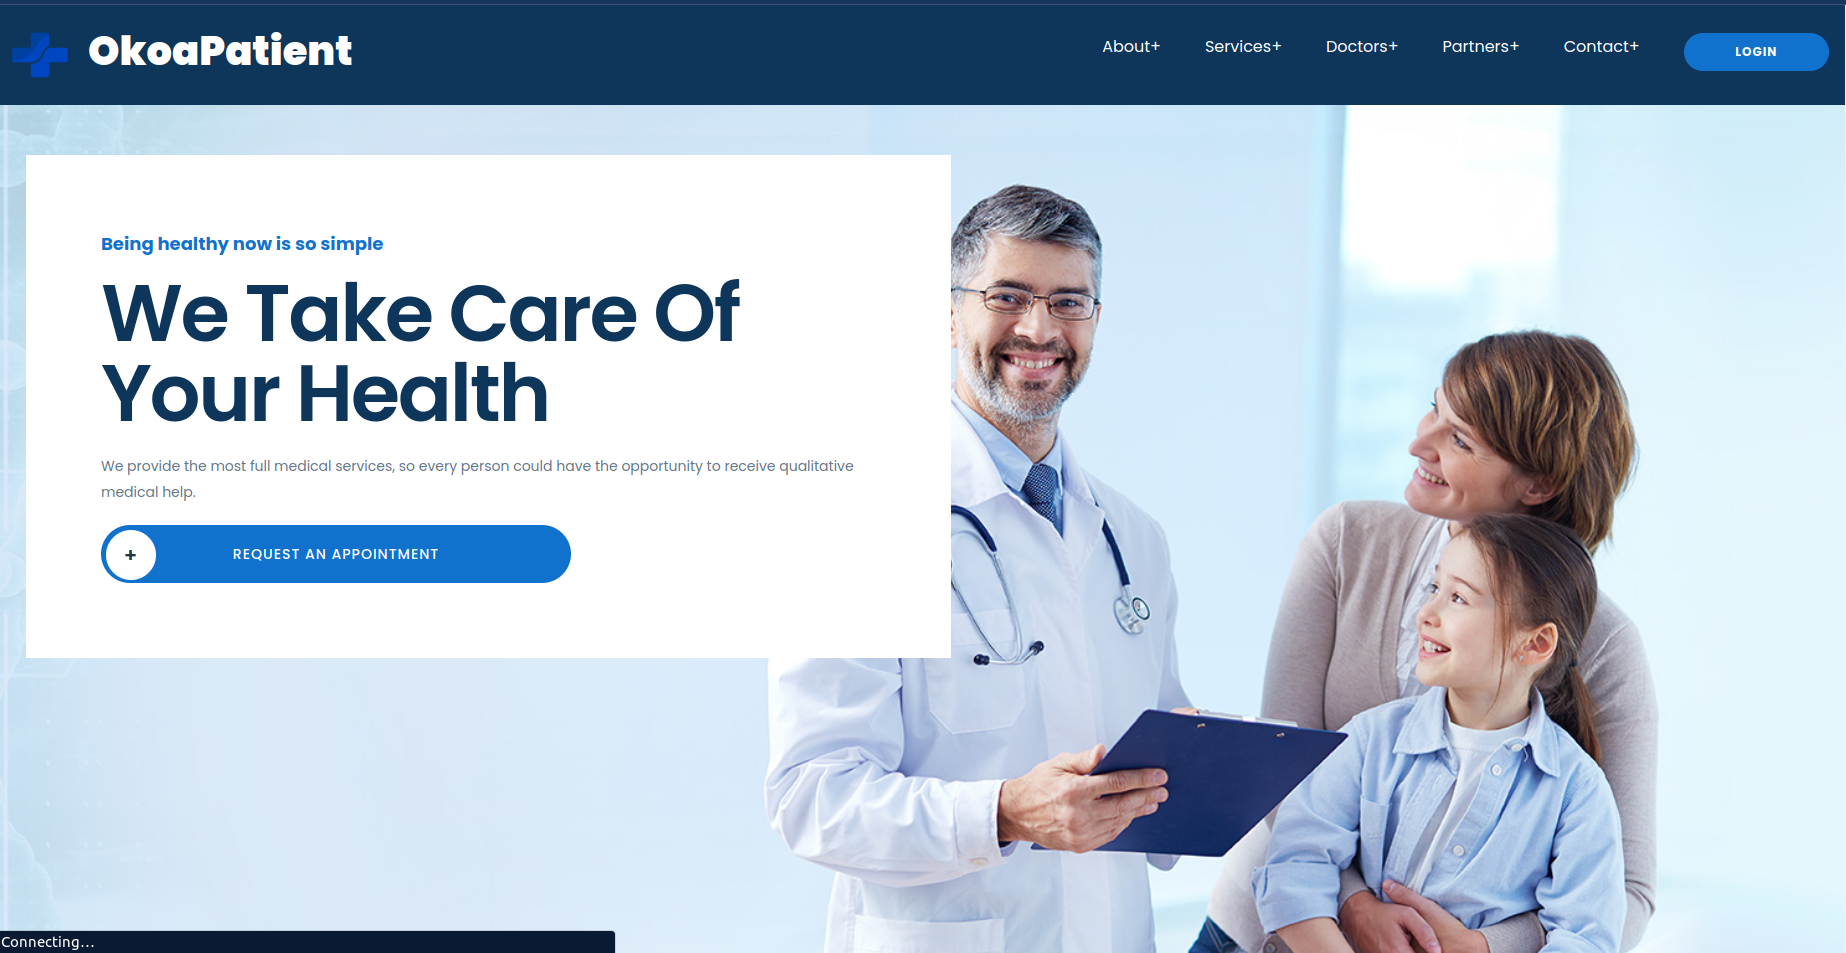 OkoaPatient
About+ Services+ Doctors+ Partners+ Contact+ LOGIN
Being healthy now is so simple
We Take Care Of
Your Health
We provide the most full medical services, so every person could have the opportunity to receive qualitative
medical help.
+ REQUEST AN APPOINTMENT
Connecting...